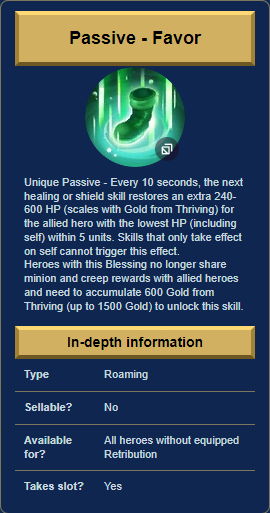 Passive - Favor
Unique Passive - Every 10 seconds, the next
healing or shield skill restores an extra 240-
600 HP (scales with Gold from Thriving) for
the allied hero with the lowest HP (including
self) within 5 units. Skills that only take effect
on self cannot trigger this effect.
Heroes with this Blessing no longer share
minion and creep rewards with allied heroes
and need to accumulate 600 Gold from
Thriving (up to 1500 Gold) to unlock this skill.
In-depth information
Type Roaming
Sellable? No
Available All heroes without equipped
for? Retribution
Takes slot? Yes